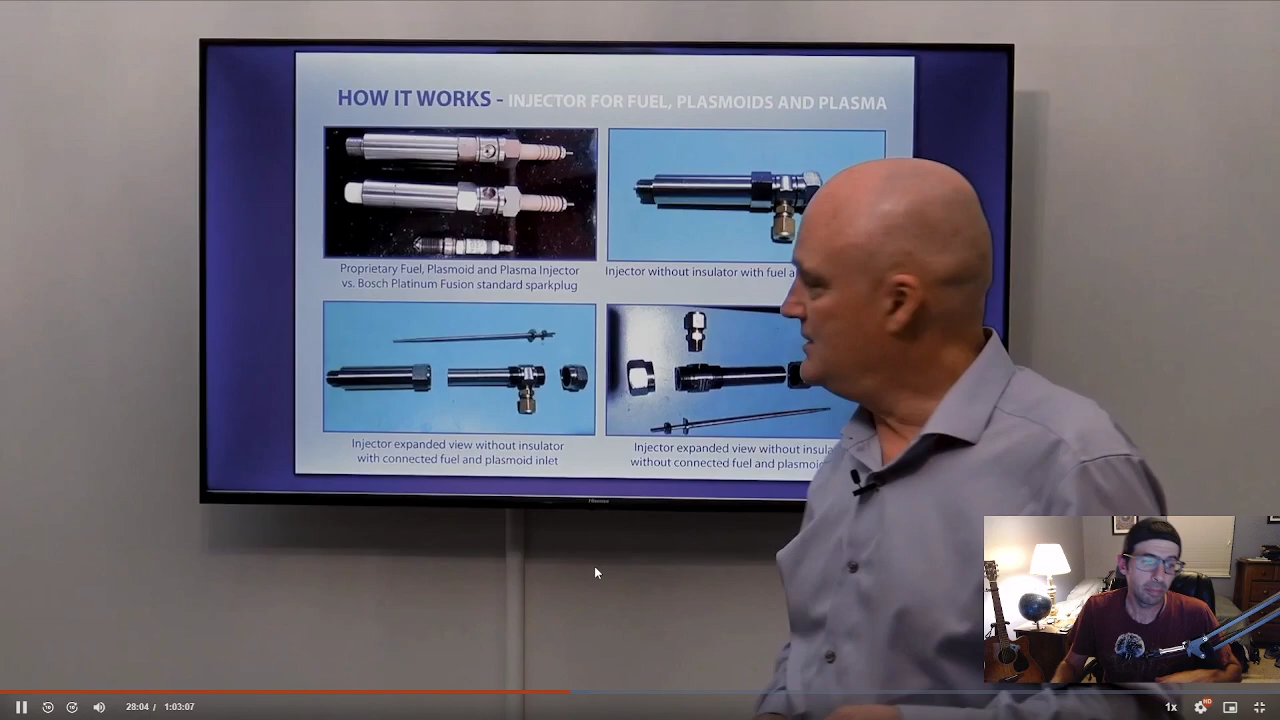 HOW IT WORKS - INJECTOR FOR FUEL, PLASMOIDS AND PLASMA
Proprietary Fuel, Plasmoid and Plasma Injector
vs. Bosch Platinum Fusion standard sparkplug
Injector without insulator with fuel a
Injector expanded view without insulator
with connected fuel and plasmoid inlet
Injector expanded view without insula
without connected fuel and plasmoi
Hisense
28:04 / 1:03:07
1x
HD